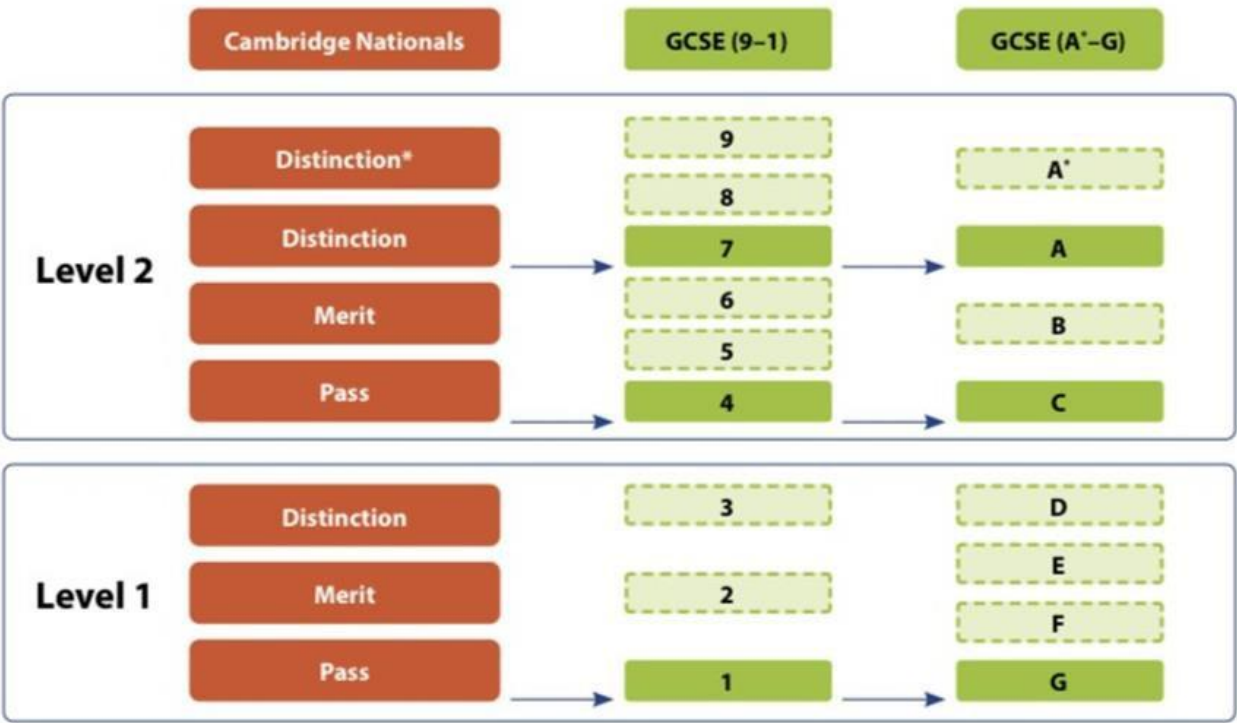 Cambridge Nationals
GCSE (9–1)
GCSE (A*–G)
Level 2
Distinction*
Distinction
Merit
Pass
9
8
7
6
5
4
A*
A
B
C
Level 1
Distinction
Merit
Pass
3
2
1
D
E
F
G